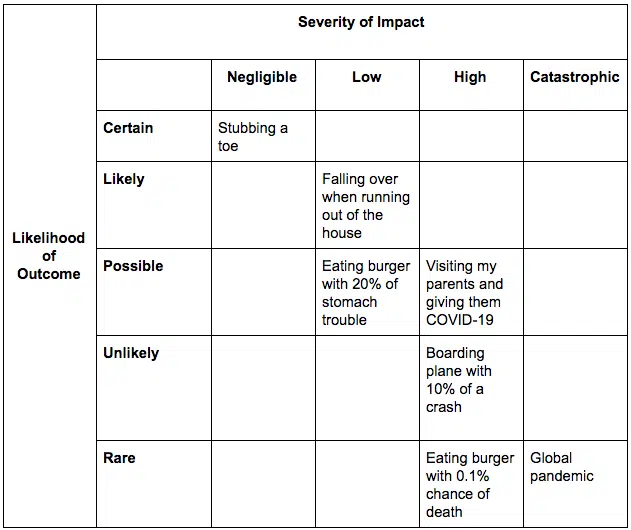 Severity of Impact
Negligible
Low
High
Catastrophic
Certain
Stubbing a
toe
Likely
Falling over
when running
out of the
house
Likelihood
of
Outcome
Possible
Eating burger
with 20% of
stomach
trouble
Visiting my
parents and
giving them
COVID-19
Unlikely
Boarding
plane with
10% of a
crash
Rare
Eating burger
with 0.1%
chance of
death
Global
pandemic